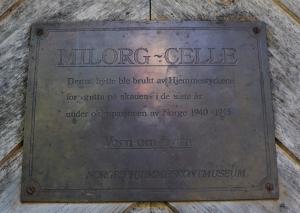 MILORG-CELLE
Denne hytte ble brukt av Hjemmestyrkene
for «gutta på skauen» i de siste år
under okkupasjonen av Norge 1940-1945
Vern om hytta
NORGES HJEMMEFRONTMUSEUM